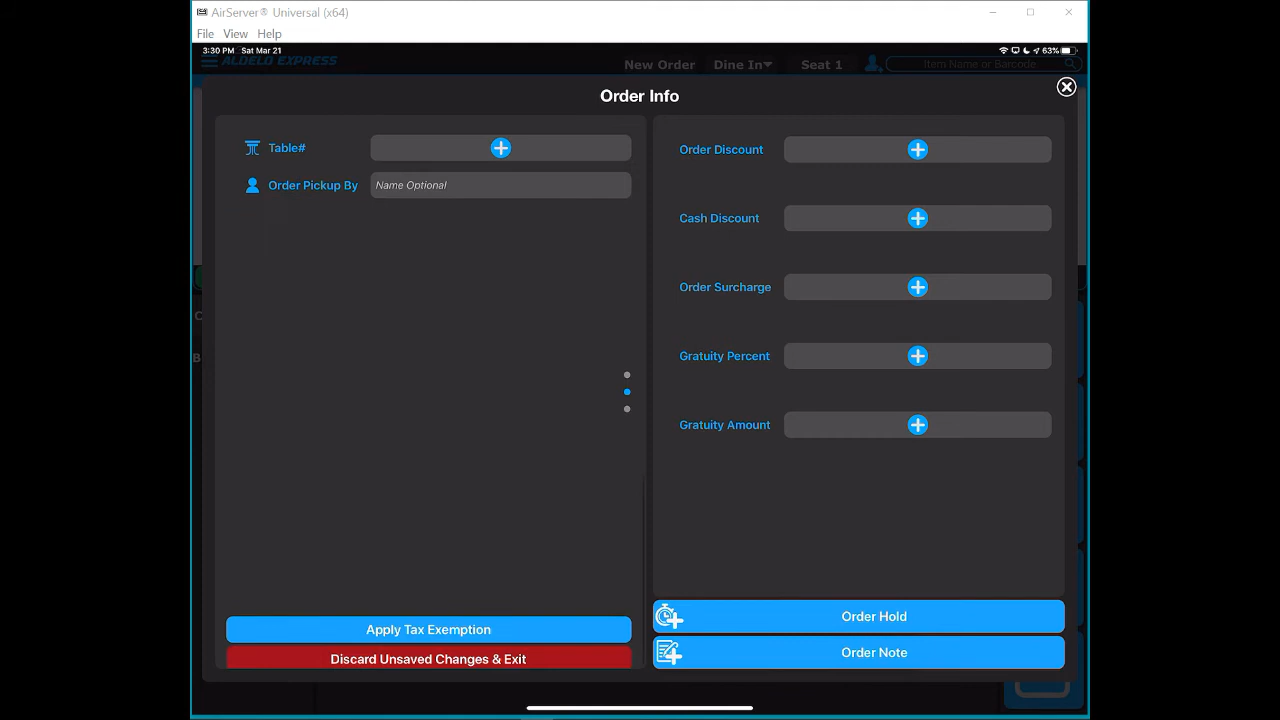 AirServer® Universal (x64)
File View Help
3:30 PM Sat Mar 21
63%
ALDELO EXPRESS
New Order
Dine In
Seat 1
Item Name or Barcode
Order Info
Table#
Order Pickup By
Name Optional
Apply Tax Exemption
Discard Unsaved Changes & Exit
Order Discount
Cash Discount
Order Surcharge
Gratuity Percent
Gratuity Amount
Order Hold
Order Note